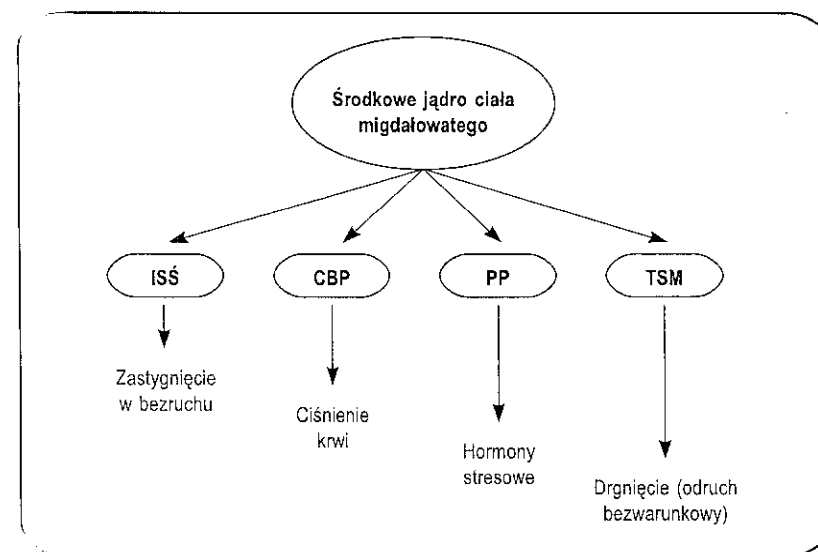 Środkowe jądro ciała
migdałowatego
ISŚ
CBP
PP
TSM
Zastygnięcie
w bezruchu
Ciśnienie
krwi
Hormony
stresowe
Drgnięcie (odruch
bezwarunkowy)